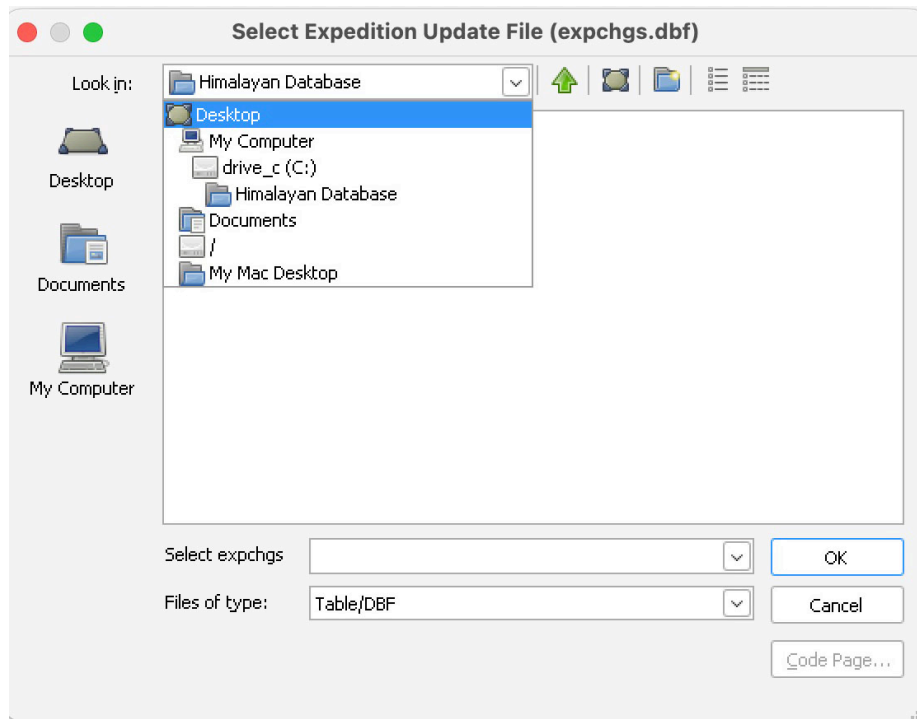 Select Expedition Update File (expchgs.dbf)
Look in:
Himalayan Database
Desktop
My Computer
drive_c (C:)
Himalayan Database
Documents
/
My Mac Desktop
Desktop
Documents
My Computer
Select expchgs
OK
Files of type:
Table/DBF
Cancel
Code Page...